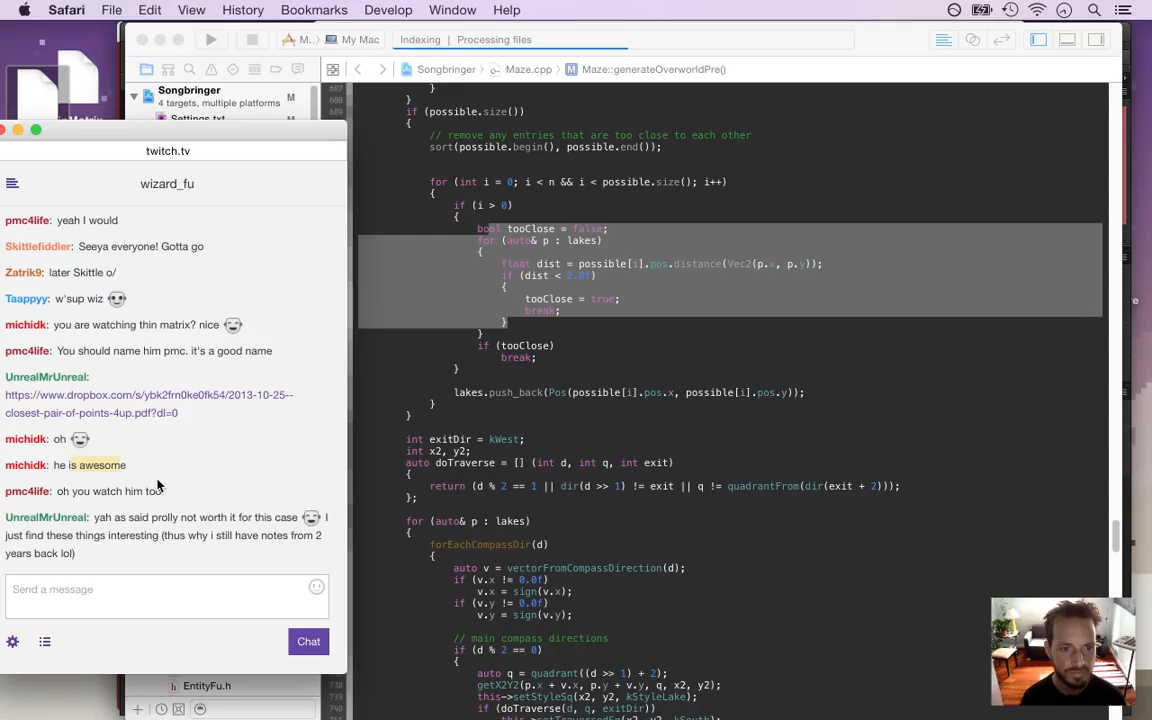 Safari File Edit View History Bookmarks Develop Window Help
M.. My Mac Indexing | Processing files
Songbringer Maze.cpp Maze::generateOverworldPre()
Songbringer M
4 targets, multiple platforms
Settings.txt
twitch.tv
wizard_fu
pmc4life: yeah I would
Skittlefiddler: Seeya everyone! Gotta go
Zatrik9: later Skittle o/
Taappyy: w'sup wiz
michidk: you are watching thin matrix? nice
pmc4life: You should name him pmc. it's a good name
UnrealMrUnreal:
https://www.dropbox.com/s/ybk2frn0ke0fk54/2013-10-25--
closest-pair-of-points-4up.pdf?dl=0
michidk: oh
michidk: he is awesome
pmc4life: oh you watch him too
UnrealMrUnreal: yah as said prolly not worth it for this case I
just find these things interesting (thus why i still have notes from 2
years back lol)
Send a message
Chat
EntityFu.h
687
688
689
}
}
if (possible.size())
{
// remove any entries that are too close to each other
sort(possible.begin(), possible.end());
for (int i = 0; i < n && i < possible.size(); i++)
{
if (i > 0)
{
bool tooClose = false;
for (auto& p : lakes)
{
float dist = possible[i].pos.distance(Vec2(p.x, p.y));
if (dist < 2.0f)
{
tooClose = true;
break;
}
}
if (tooClose)
break;
}
lakes.push_back(Pos(possible[i].pos.x, possible[i].pos.y));
}
}
int exitDir = kWest;
int x2, y2;
auto doTraverse = [] (int d, int q, int exit)
{
return (d % 2 == 1 || dir(d >> 1) != exit || q != quadrantFrom(dir(exit + 2)));
};
for (auto& p : lakes)
{
forEachCompassDir(d)
{
auto v = vectorFromCompassDirection(d);
if (v.x != 0.0f)
v.x = sign(v.x);
if (v.y != 0.0f)
v.y = sign(v.y);
// main compass directions
if (d % 2 == 0)
{
auto q = quadrant((d >> 1) + 2);
getX2Y2(p.x + v.x, p.y + v.y, q, x2, y2);
this->setStyleSq(x2, y2, kStyleLake);
if (doTraverse(d, q, exitDir))
738
739
740